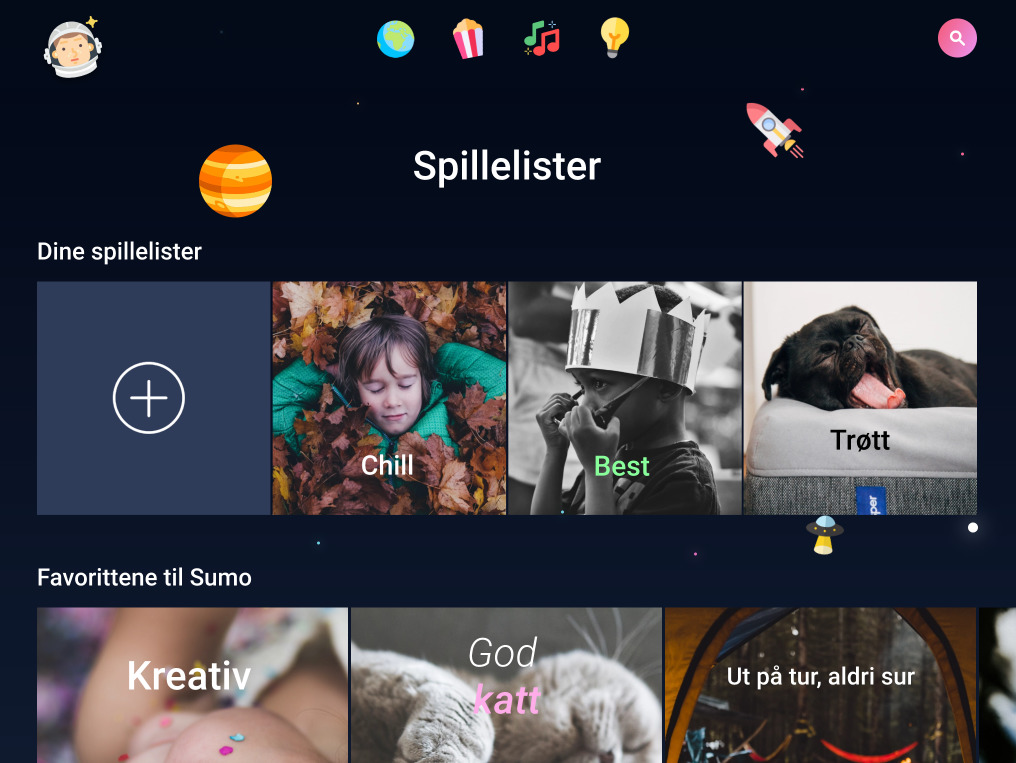 Spillelister
Dine spillelister
Chill
Best
Trøtt
Favorittene til Sumo
Kreativ
God
katt
Ut på tur, aldri sur